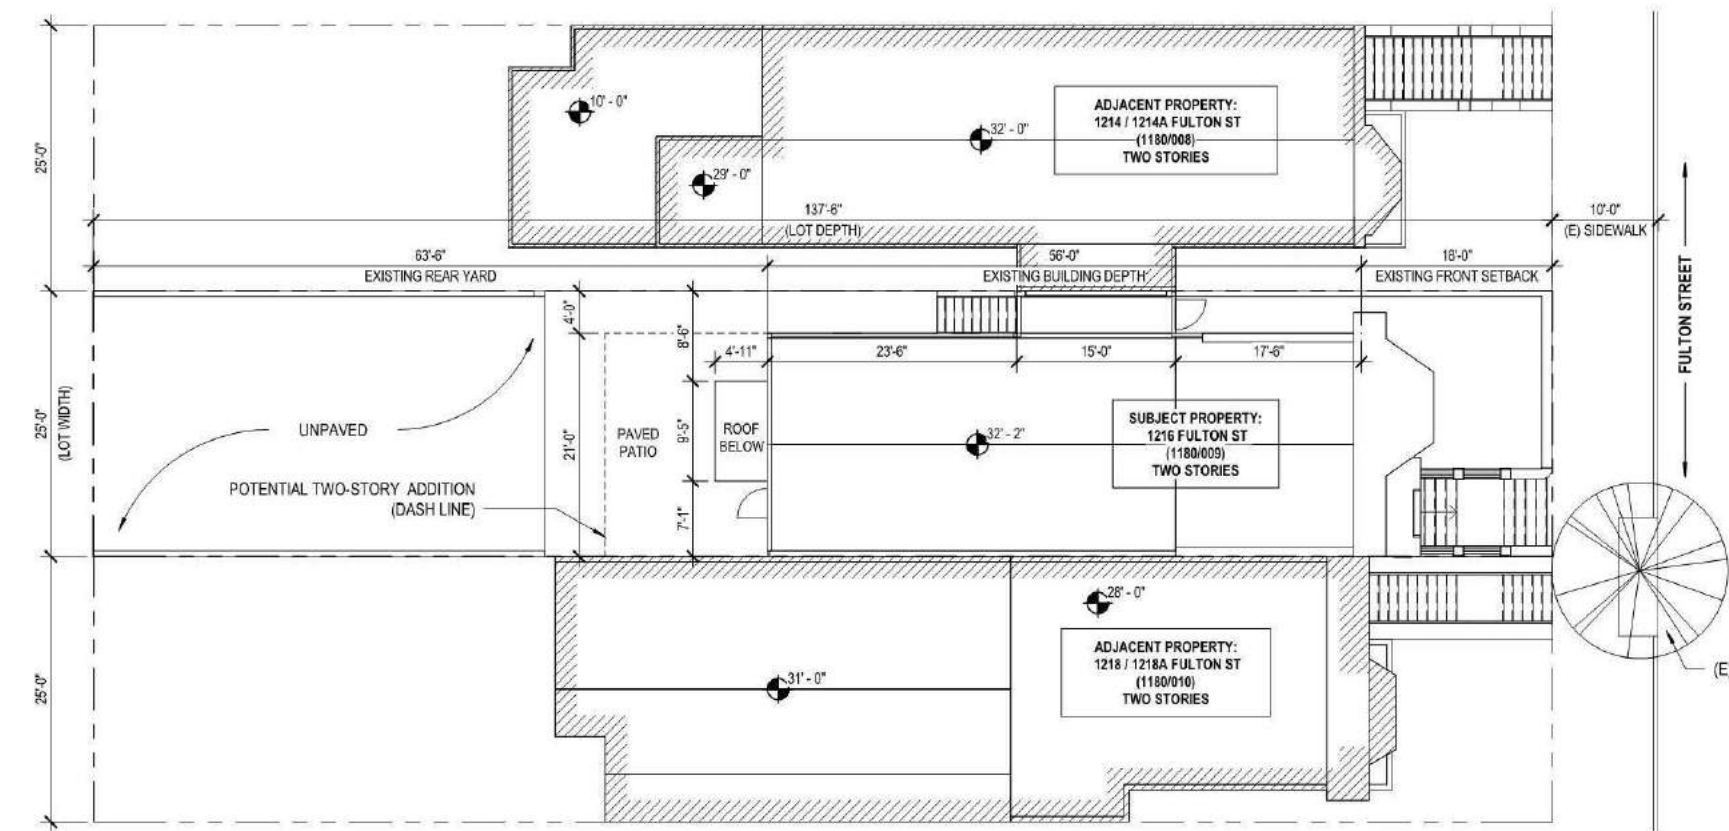 25'-0"
10' - 0"
29' - 0"
32' - 0"
ADJACENT PROPERTY:
1214 / 1214A FULTON ST
(1180/008)
TWO STORIES
137'-6"
(LOT DEPTH)
10'-0"
(E) SIDEWALK
63'-6"
EXISTING REAR YARD
56'-0"
EXISTING BUILDING DEPTH
18'-0"
EXISTING FRONT SETBACK
FULTON STREET
25'-0"
(LOT WIDTH)
UNPAVED
POTENTIAL TWO-STORY ADDITION
(DASH LINE)
4'-0"
21'-0"
PAVED
PATIO
8'-6"
9'-5"
7'-1"
4'-11"
ROOF
BELOW
23'-6"
15'-0"
17'-6"
32' - 2"
SUBJECT PROPERTY:
1216 FULTON ST
(1180/009)
TWO STORIES
25'-0"
31' - 0"
28' - 0"
ADJACENT PROPERTY:
1218 / 1218A FULTON ST
(1180/010)
TWO STORIES
(E